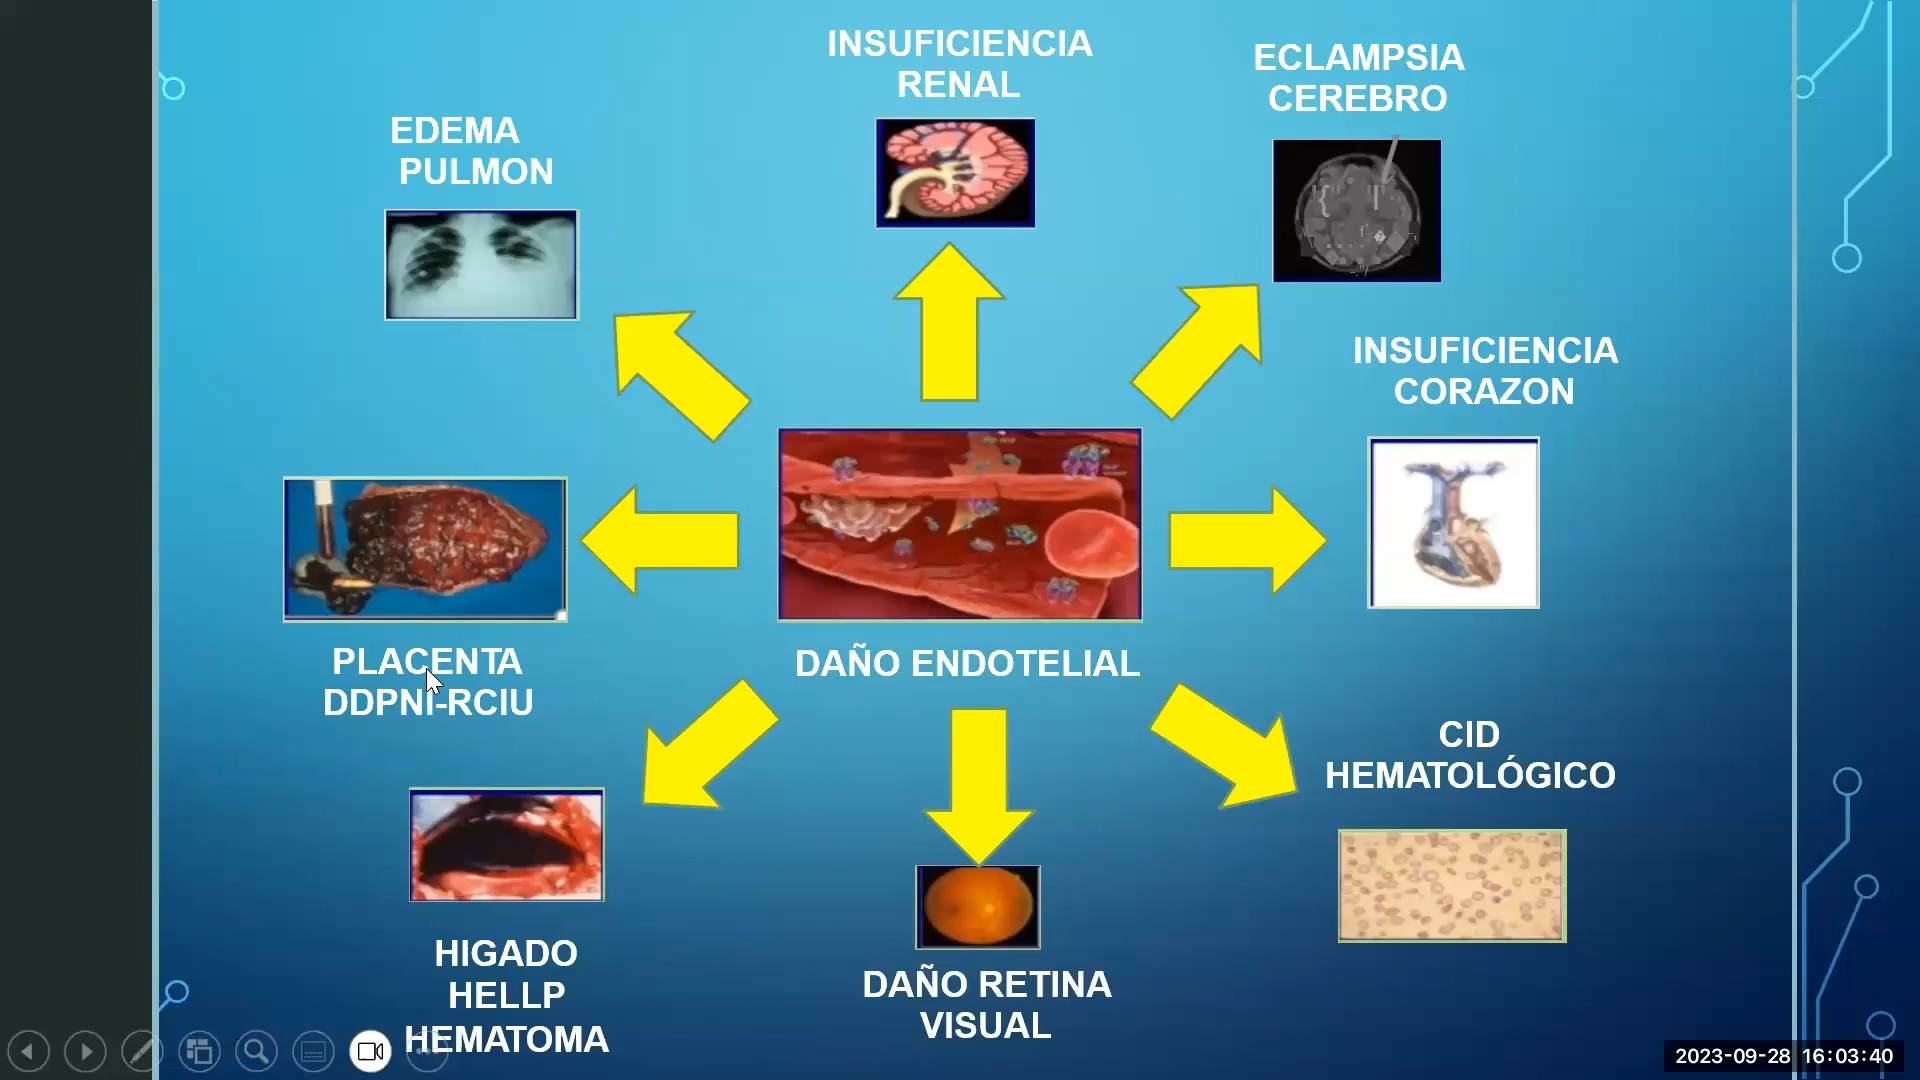 INSUFICIENCIA
RENAL
ECLAMPSIA
CEREBRO
EDEMA
PULMON
INSUFICIENCIA
CORAZON
PLACENTA
DDPNI-RCIU
DAÑO ENDOTELIAL
CID
HEMATOLÓGICO
HIGADO
HELLP
HEMATOMA
DAÑO RETINA
VISUAL
2023-09-28 16:03:40